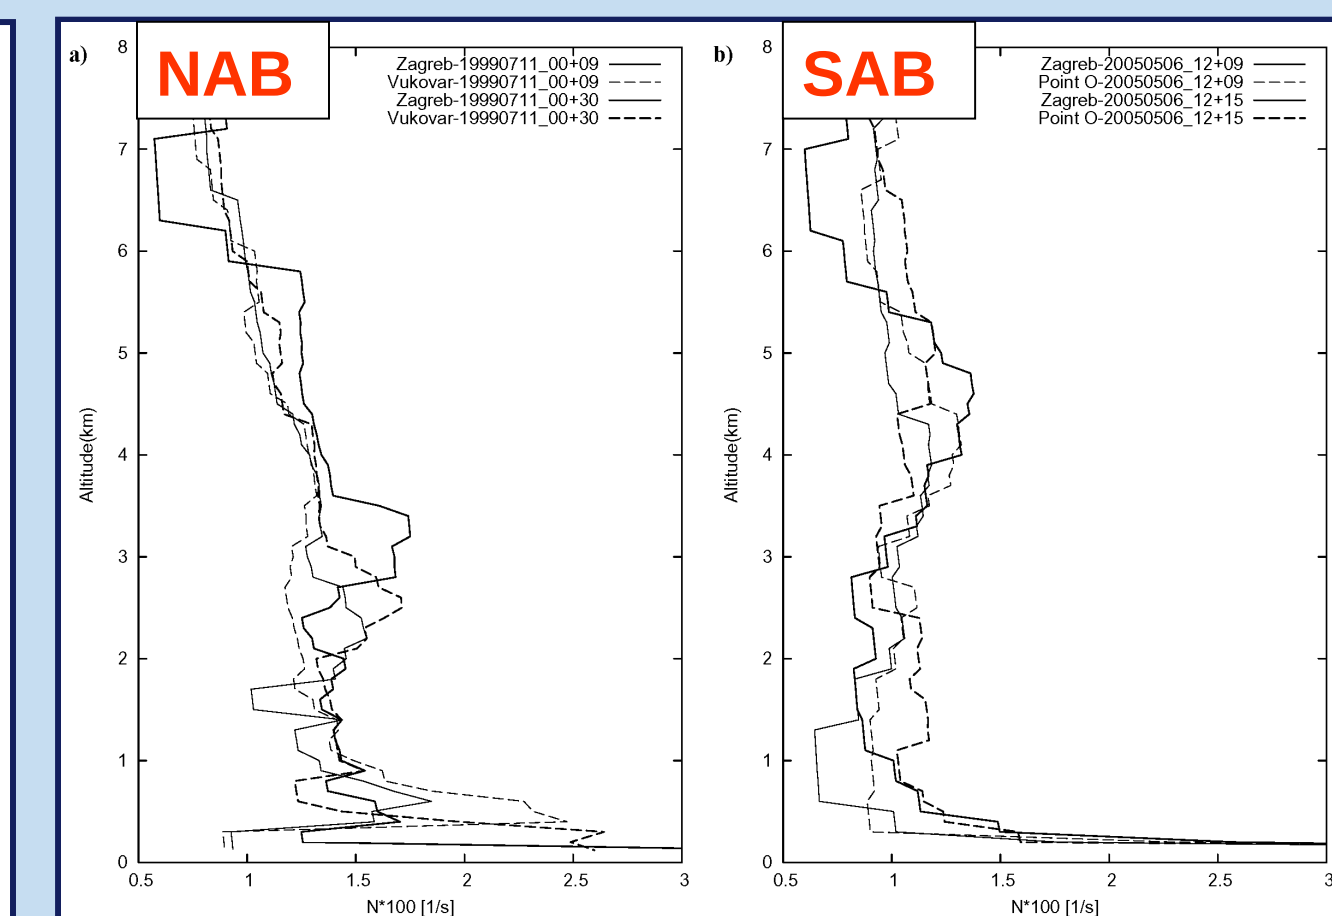 a)
NAB
Zagreb-19990711_00+09
Vukovar-19990711_00+09
Zagreb-19990711_00+30
Vukovar-19990711_00+30
8
7
6
5
4
3
2
1
0
Altitude(km)
0.5 1 1.5 2 2.5 3
N*100 [1/s]
b)
SAB
Zagreb-20050506_12+09
Point O-20050506_12+09
Zagreb-20050506_12+15
Point O-20050506_12+15
8
7
6
5
4
3
2
1
0
Altitude(km)
0.5 1 1.5 2 2.5 3
N*100 [1/s]